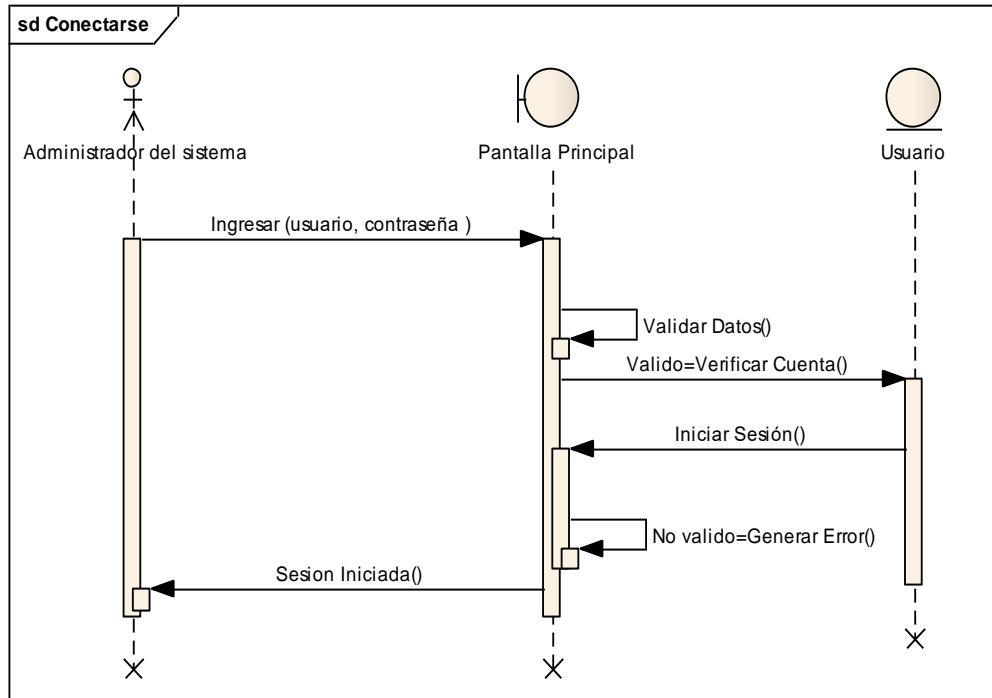 sd Conectarse
Administrador del sistema
Pantalla Principal
Usuario
Ingresar (usuario, contraseña )
Validar Datos()
Valido=Verificar Cuenta()
Iniciar Sesión()
No valido=Generar Error()
Sesion Iniciada()